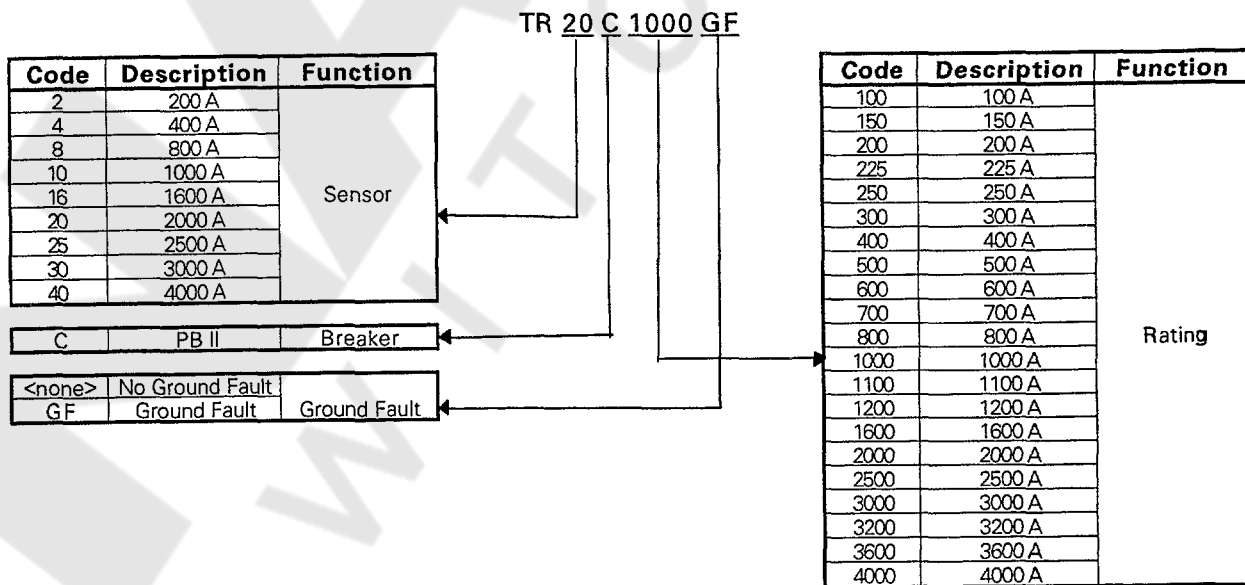 TR 20 C 1000 GF
Code Description Function
2 200 A
4 400 A
8 800 A
10 1000 A
16 1600 A Sensor
20 2000 A
25 2500 A
30 3000 A
40 4000 A
C PB II Breaker
<none> No Ground Fault
GF Ground Fault Ground Fault
Code Description Function
100 100 A
150 150 A
200 200 A
225 225 A
250 250 A
300 300 A
400 400 A
500 500 A
600 600 A
700 700 A
800 800 A Rating
1000 1000 A
1100 1100 A
1200 1200 A
1600 1600 A
2000 2000 A
2500 2500 A
3000 3000 A
3200 3200 A
3600 3600 A
4000 4000 A